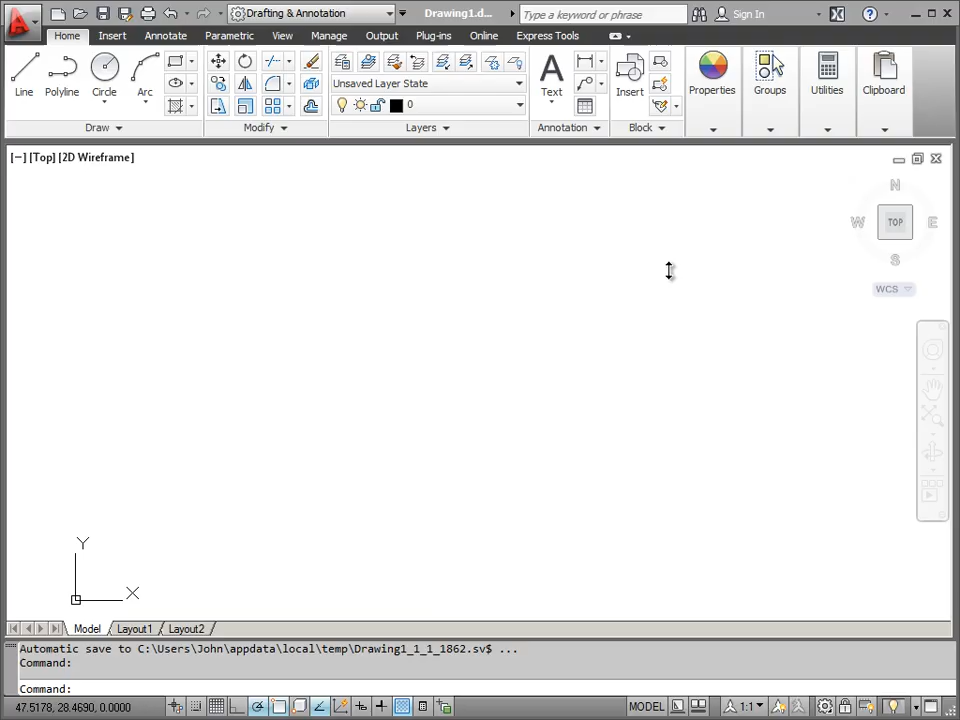 Drafting & Annotation Drawing1.d... Type a keyword or phrase Sign In
Home Insert Annotate Parametric View Manage Output Plug-ins Online Express Tools
Unsaved Layer State
0
Line Polyline Circle Arc Text Insert Properties Groups Utilities Clipboard
Draw Modify Layers Annotation Block
[−] [Top] [2D Wireframe]
N
W TOP E
S
WCS
Y
X
Model Layout1 Layout2
Automatic save to C:\Users\John\appdata\local\temp\Drawing1_1_1_1862.sv$ ...
Command:
Command:
47.5178, 28.4690, 0.0000 MODEL 1:1